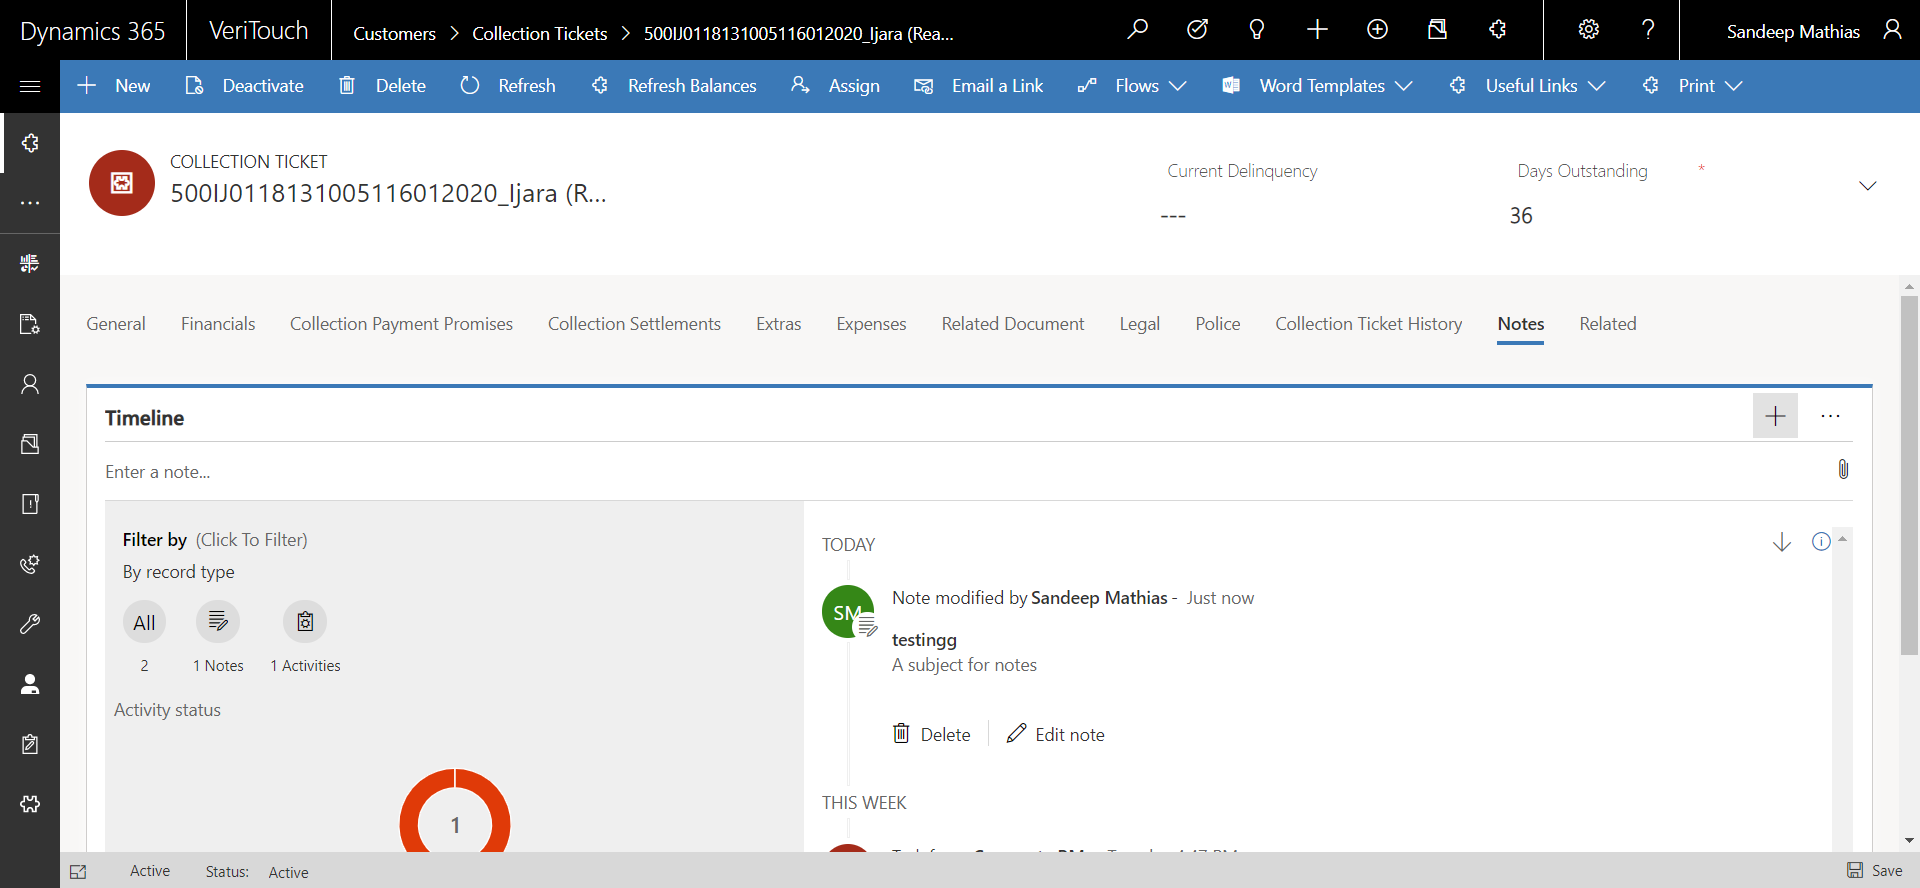 Dynamics 365 VeriTouch Customers > Collection Tickets > 500IJ0118131005116012020_Ijara (Rea... Sandeep Mathias
New Deactivate Delete Refresh Refresh Balances Assign Email a Link Flows Word Templates Useful Links Print
COLLECTION TICKET
500IJ0118131005116012020_Ijara (R...
Current Delinquency
---
Days Outstanding *
36
General Financials Collection Payment Promises Collection Settlements Extras Expenses Related Document Legal Police Collection Ticket History Notes Related
Timeline
Enter a note...
Filter by (Click To Filter)
By record type
All
2 1 Notes 1 Activities
Activity status
1
TODAY
SM
Note modified by Sandeep Mathias - Just now
testingg
A subject for notes
Delete Edit note
THIS WEEK
Active Status: Active Save